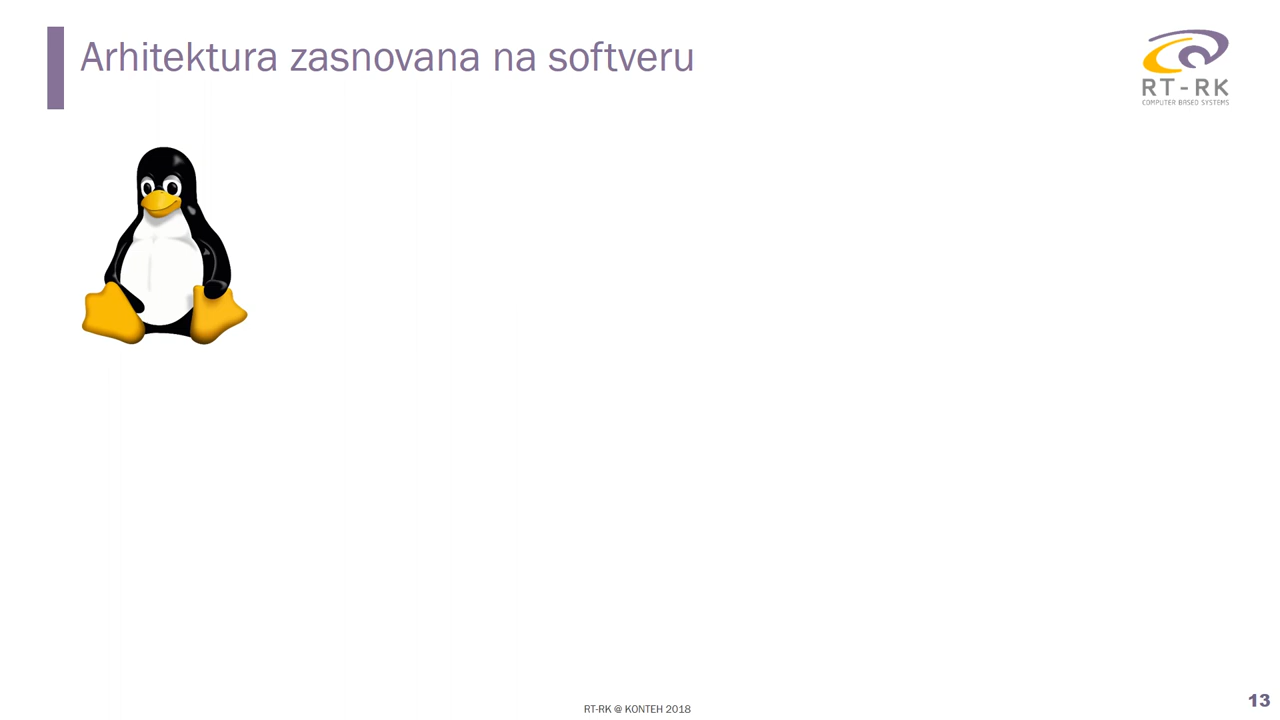 Arhitektura zasnovana na softveru
RT-RK
COMPUTER BASED SYSTEMS
RT-RK @ KONTEH 2018
13